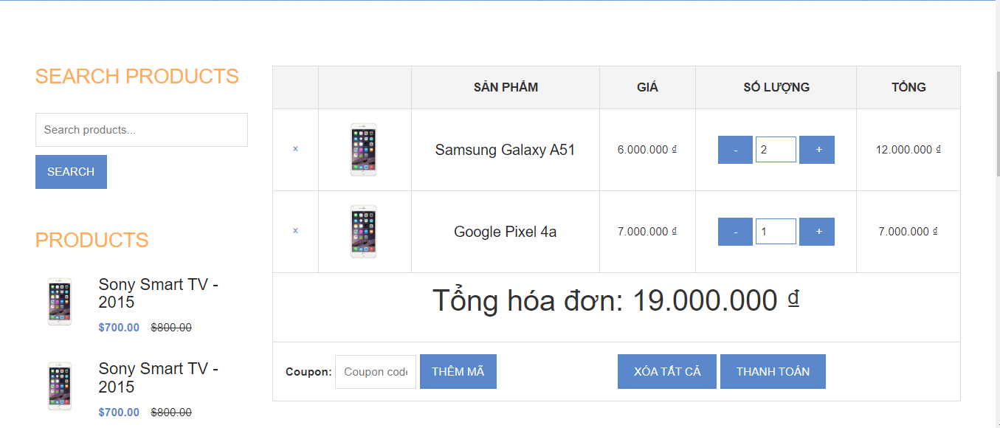 SEARCH PRODUCTS
Search products...
SEARCH
PRODUCTS
Sony Smart TV -
2015
$700.00 $800.00
Sony Smart TV -
2015
$700.00 $800.00
SẢN PHẨM GIÁ SỐ LƯỢNG TỔNG
× Samsung Galaxy A51 6.000.000 ₫ - 2 + 12.000.000 ₫
× Google Pixel 4a 7.000.000 ₫ - 1 + 7.000.000 ₫
Tổng hóa đơn: 19.000.000 ₫
Coupon: Coupon code THÊM MÃ XÓA TẤT CẢ THANH TOÁN